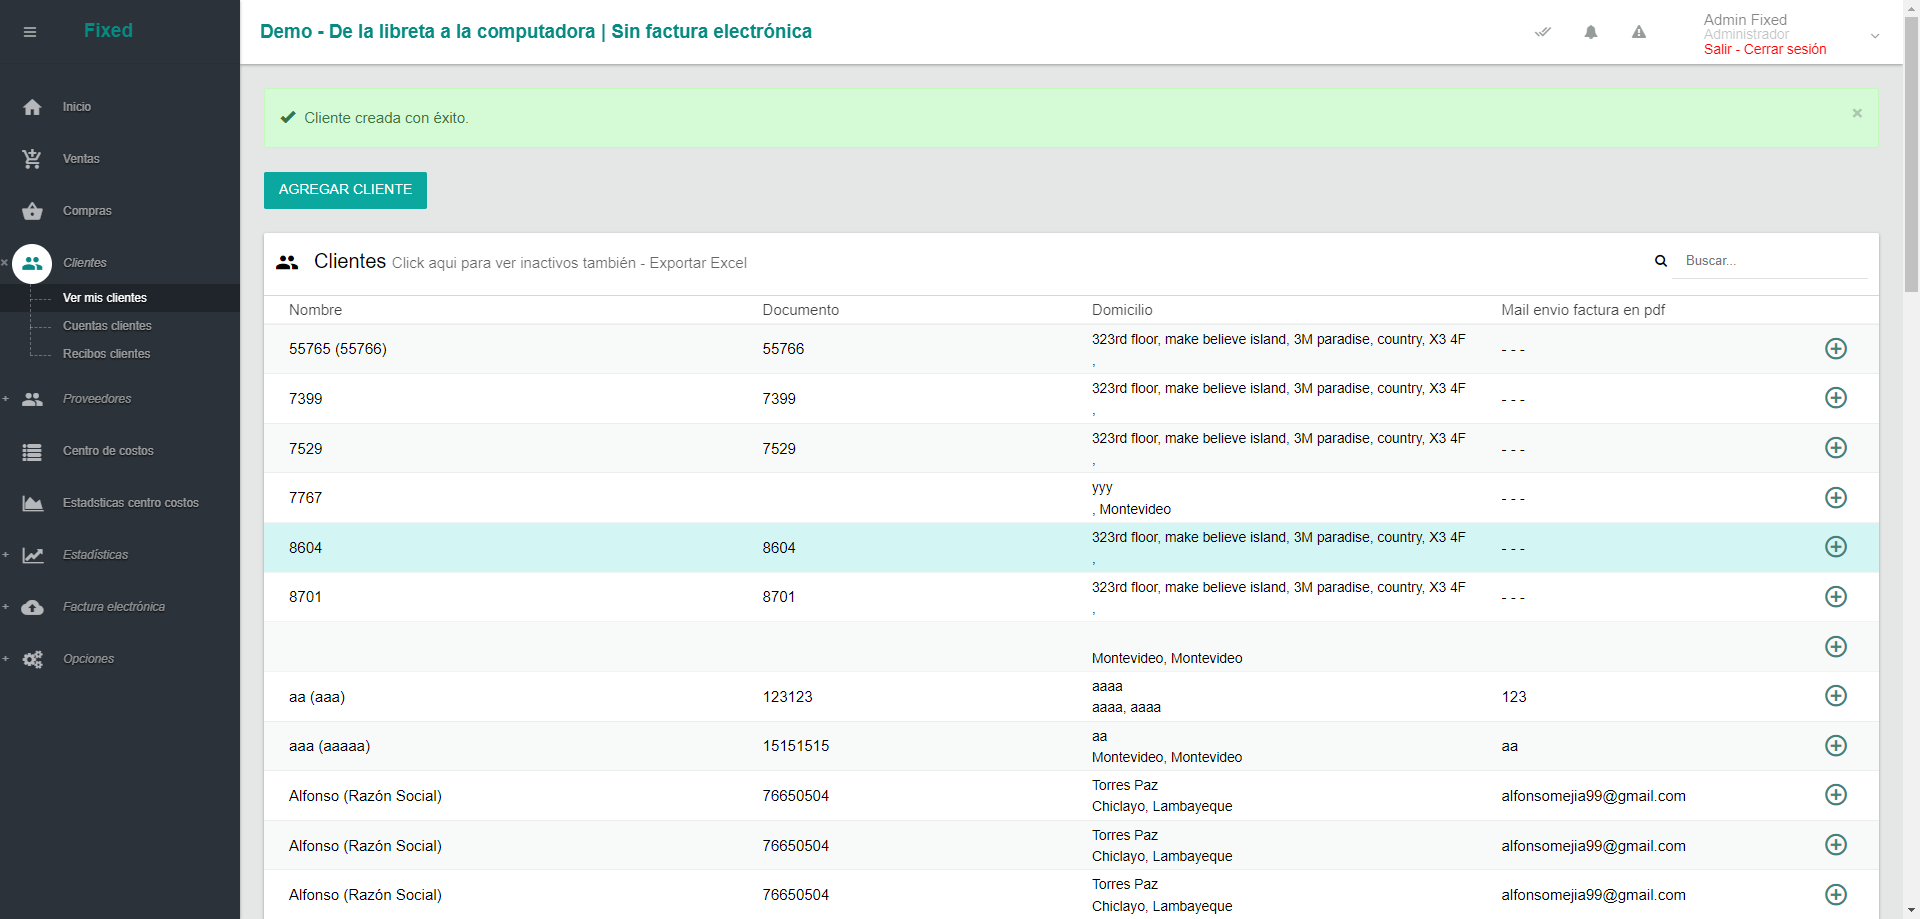 Fixed
Demo - De la libreta a la computadora | Sin factura electrónica
Admin Fixed
Administrador
Salir - Cerrar sesión
Inicio
Ventas
Compras
Clientes
Ver mis clientes
Cuentas clientes
Recibos clientes
Proveedores
Centro de costos
Estadsticas centro costos
Estadísticas
Factura electrónica
Opciones
Cliente creada con éxito.
×
AGREGAR CLIENTE
Clientes Click aqui para ver inactivos también - Exportar Excel
Buscar...
Nombre Documento Domicilio Mail envio factura en pdf
55765 (55766) 55766 323rd floor, make believe island, 3M paradise, country, X3 4F - - -
,
7399 7399 323rd floor, make believe island, 3M paradise, country, X3 4F - - -
,
7529 7529 323rd floor, make believe island, 3M paradise, country, X3 4F - - -
,
7767 yyy - - -
, Montevideo
8604 8604 323rd floor, make believe island, 3M paradise, country, X3 4F - - -
,
8701 8701 323rd floor, make believe island, 3M paradise, country, X3 4F - - -
,
Montevideo, Montevideo
aa (aaa) 123123 aaaa 123
aaaa, aaaa
aaa (aaaaa) 15151515 aa aa
Montevideo, Montevideo
Alfonso (Razón Social) 76650504 Torres Paz alfonsomejia99@gmail.com
Chiclayo, Lambayeque
Alfonso (Razón Social) 76650504 Torres Paz alfonsomejia99@gmail.com
Chiclayo, Lambayeque
Alfonso (Razón Social) 76650504 Torres Paz alfonsomejia99@gmail.com
Chiclayo, Lambayeque